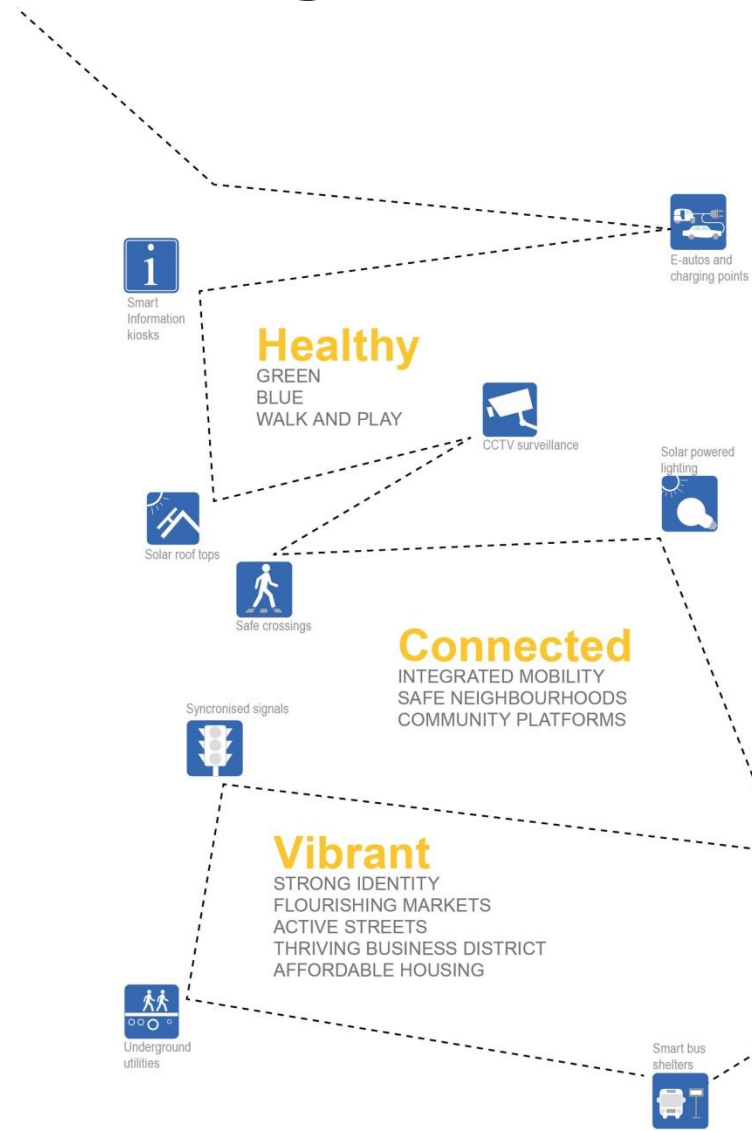 E-autos and
charging points
i
Smart
Information
kiosks
Healthy
GREEN
BLUE
WALK AND PLAY
CCTV surveillance
Solar powered
lighting
Solar roof tops
Safe crossings
Connected
INTEGRATED MOBILITY
SAFE NEIGHBOURHOODS
COMMUNITY PLATFORMS
Syncronised signals
Vibrant
STRONG IDENTITY
FLOURISHING MARKETS
ACTIVE STREETS
THRIVING BUSINESS DISTRICT
AFFORDABLE HOUSING
Underground
utilities
Smart bus
shelters